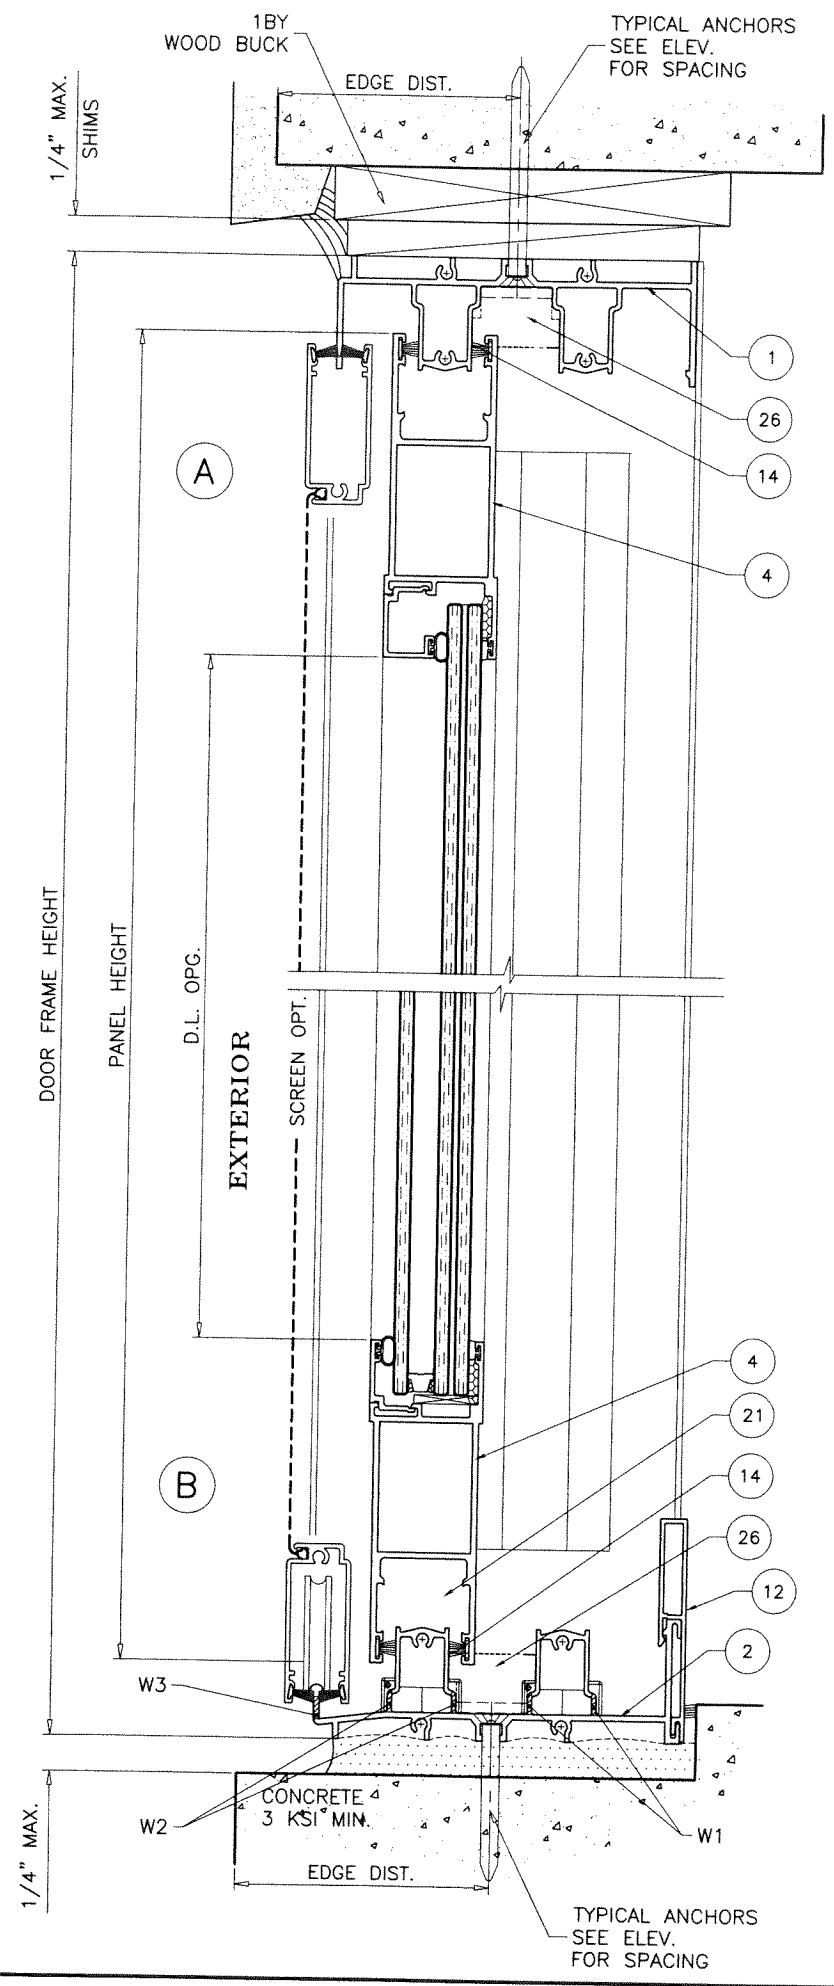 1BY
WOOD BUCK
TYPICAL ANCHORS
SEE ELEV.
FOR SPACING
EDGE DIST.
1/4" MAX.
SHIMS
1
26
14
A
4
DOOR FRAME HEIGHT
PANEL HEIGHT
D.L. OPG.
EXTERIOR
SCREEN OPT.
4
21
14
B
26
12
2
W3
W2
CONCRETE
3 KSI MIN.
W1
1/4" MAX.
EDGE DIST.
TYPICAL ANCHORS
SEE ELEV.
FOR SPACING